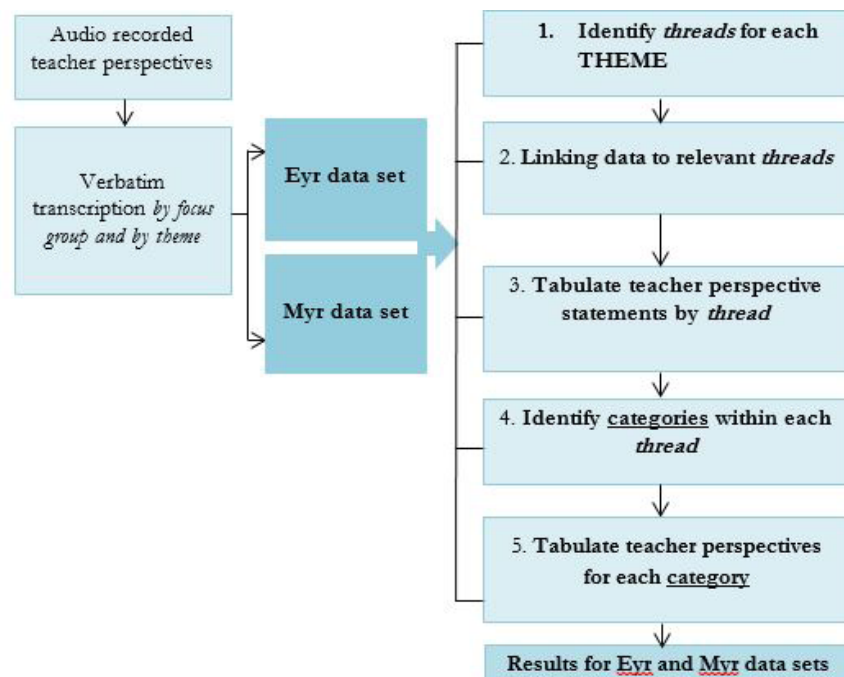 Audio recorded
teacher perspectives
Verbatim
transcription by focus
group and by theme
Eyr data set
Myr data set
1. Identify threads for each
THEME
2. Linking data to relevant threads
3. Tabulate teacher perspective
statements by thread
4. Identify categories within each
thread
5. Tabulate teacher perspectives
for each category
Results for Eyr and Myr data sets